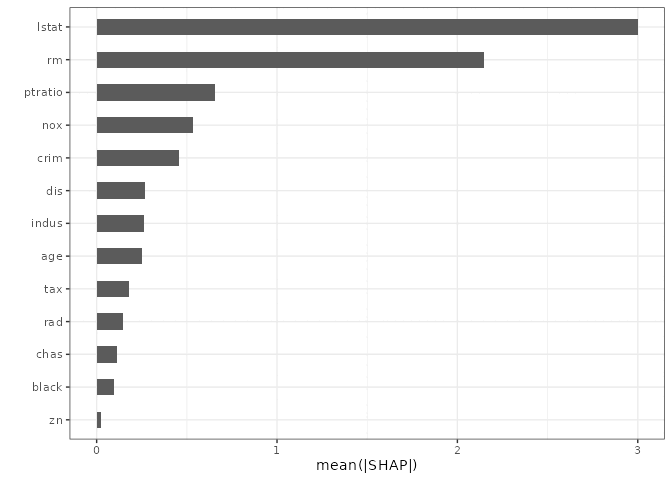 lstat
rm
ptratio
nox
crim
dis
indus
age
tax
rad
chas
black
zn
0 1 2 3
mean(|SHAP|)